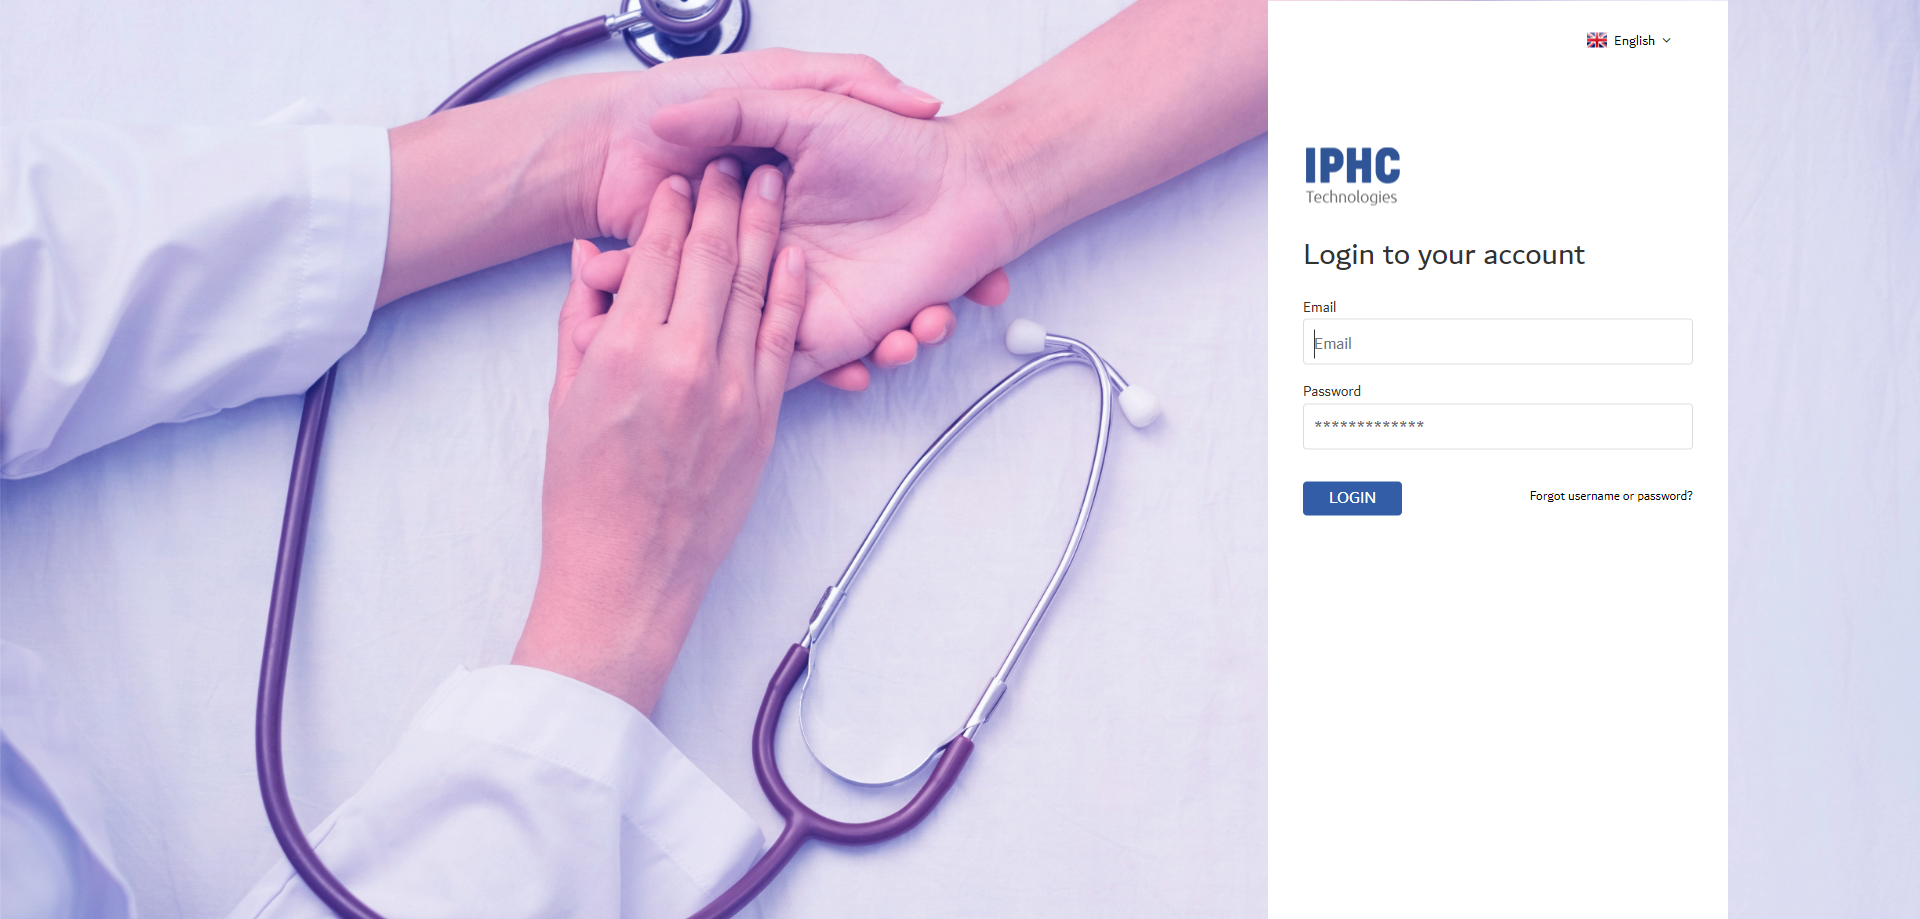 English
IPHC
Technologies
Login to your account
Email
Email
Password
*************
LOGIN
Forgot username or password?